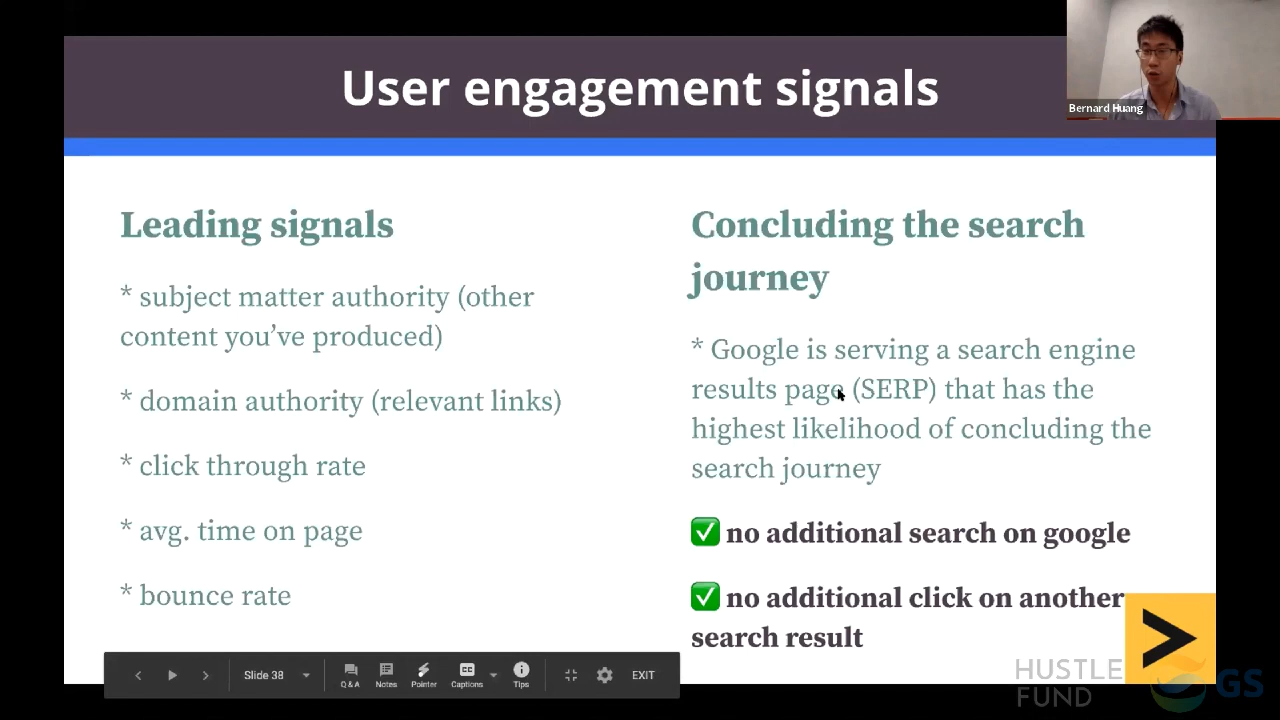 User engagement signals
Bernard Huang
Leading signals
* subject matter authority (other
content you’ve produced)
* domain authority (relevant links)
* click through rate
* avg. time on page
* bounce rate
Concluding the search
journey
* Google is serving a search engine
results page (SERP) that has the
highest likelihood of concluding the
search journey
✅ no additional search on google
✅ no additional click on another
search result
Slide 38
Q & A
Notes
Pointer
CC
Captions
Tips
EXIT
HUSTLE
FUND
GS